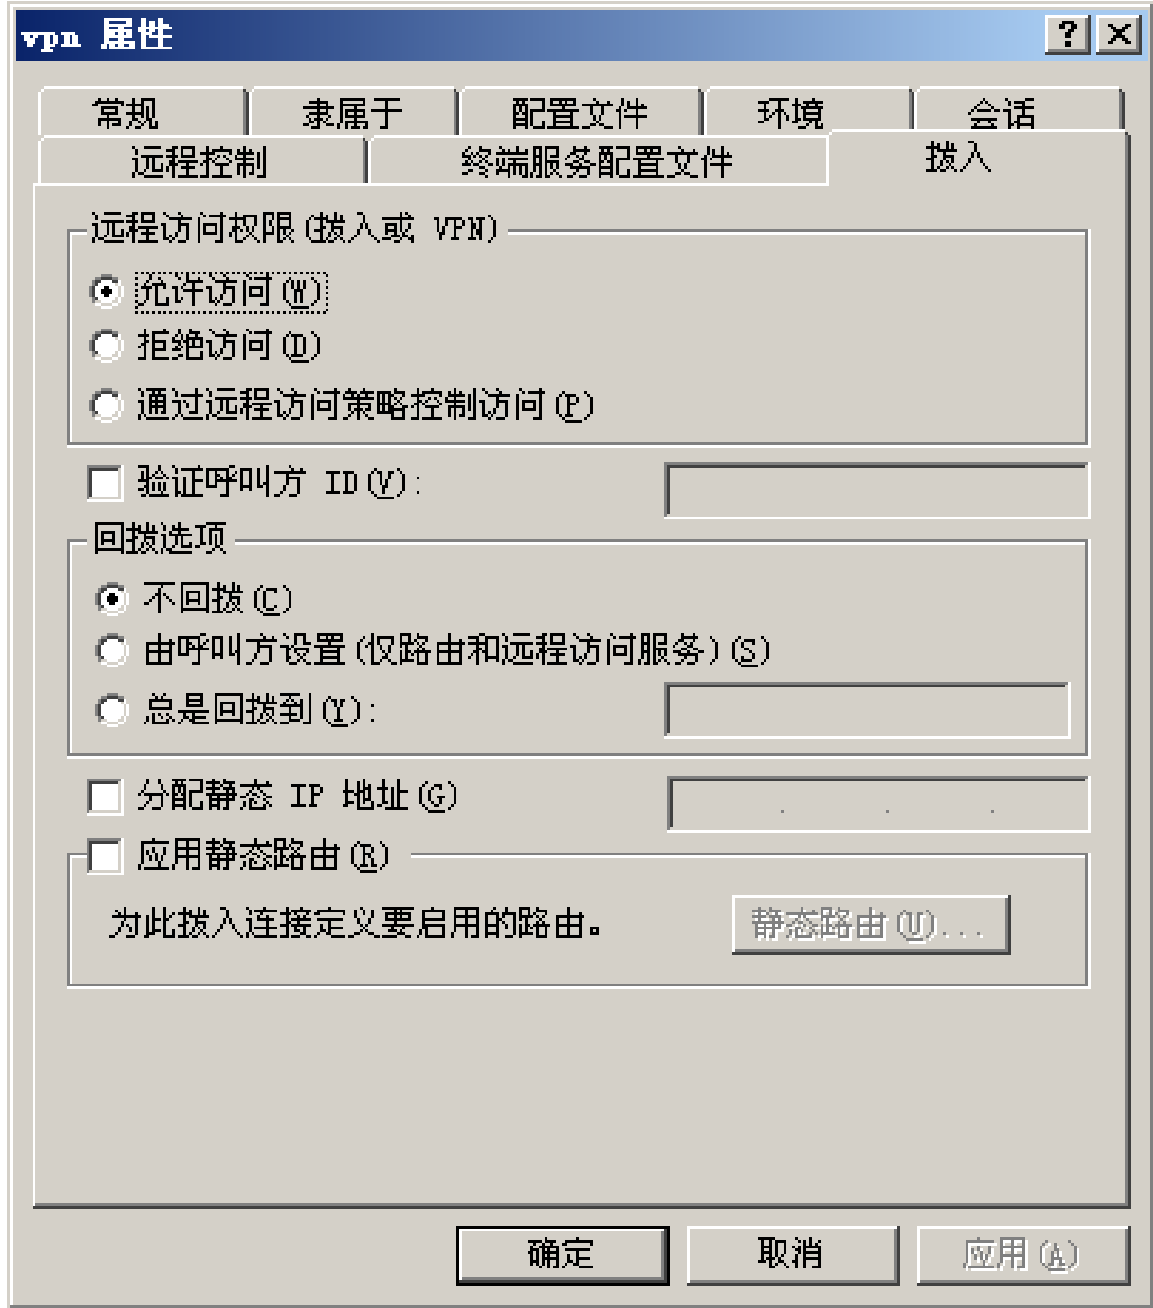 vpn 属性
常规 隶属于 配置文件 环境 会话
远程控制 终端服务配置文件 拨入
远程访问权限(拨入或 VPN)
允许访问(W)
拒绝访问(D)
通过远程访问策略控制访问(P)
验证呼叫方 ID(V):
回拨选项
不回拨(C)
由呼叫方设置(仅路由和远程访问服务)(S)
总是回拨到(Y):
分配静态 IP 地址(G)
应用静态路由(R)
为此拨入连接定义要启用的路由。 静态路由(U)...
确定 取消 应用(A)